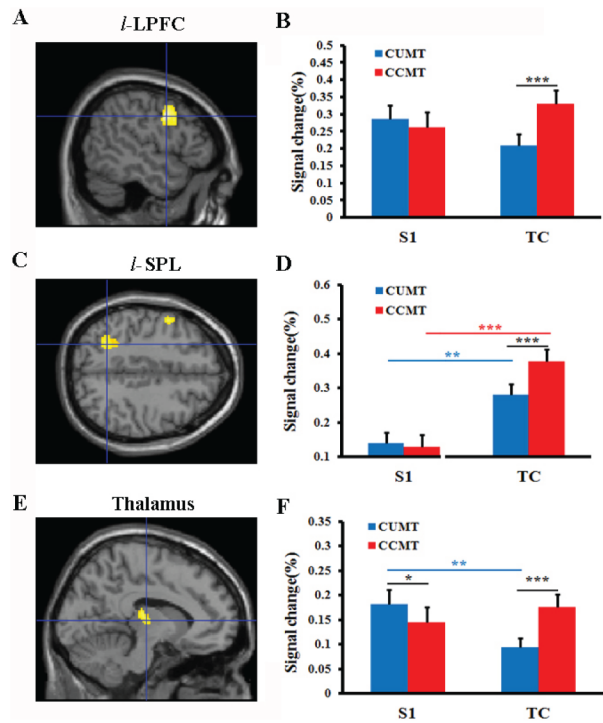 A
l-LPFC
B
0.5
0.45
0.4
0.35
0.3
0.25
0.2
0.15
0.1
0.05
0
Signal change(%)
CUMT
CCMT
***
S1
TC
C
l-SPL
D
0.5
0.4
0.3
0.2
0.1
Signal change(%)
CUMT
CCMT
***
**
***
S1
TC
E
Thalamus
F
0.35
0.3
0.25
0.2
0.15
0.1
0.05
0
Signal change(%)
CUMT
CCMT
**
*
***
S1
TC